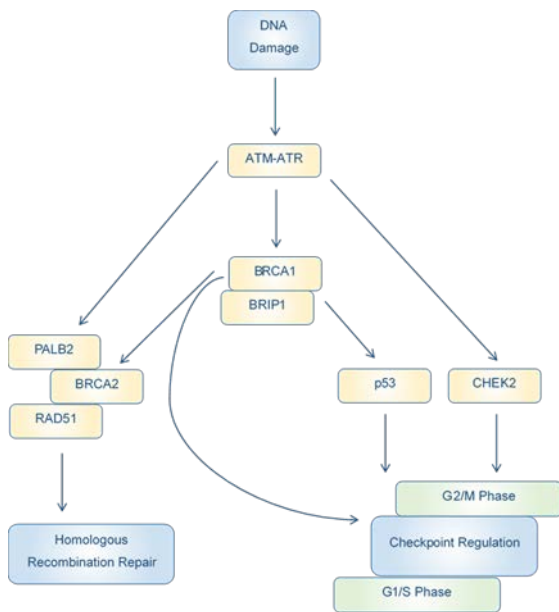 DNA
Damage
ATM-ATR
BRCA1
BRIP1
PALB2
BRCA2
RAD51
p53
CHEK2
G2/M Phase
Homologous
Recombination Repair
Checkpoint Regulation
G1/S Phase